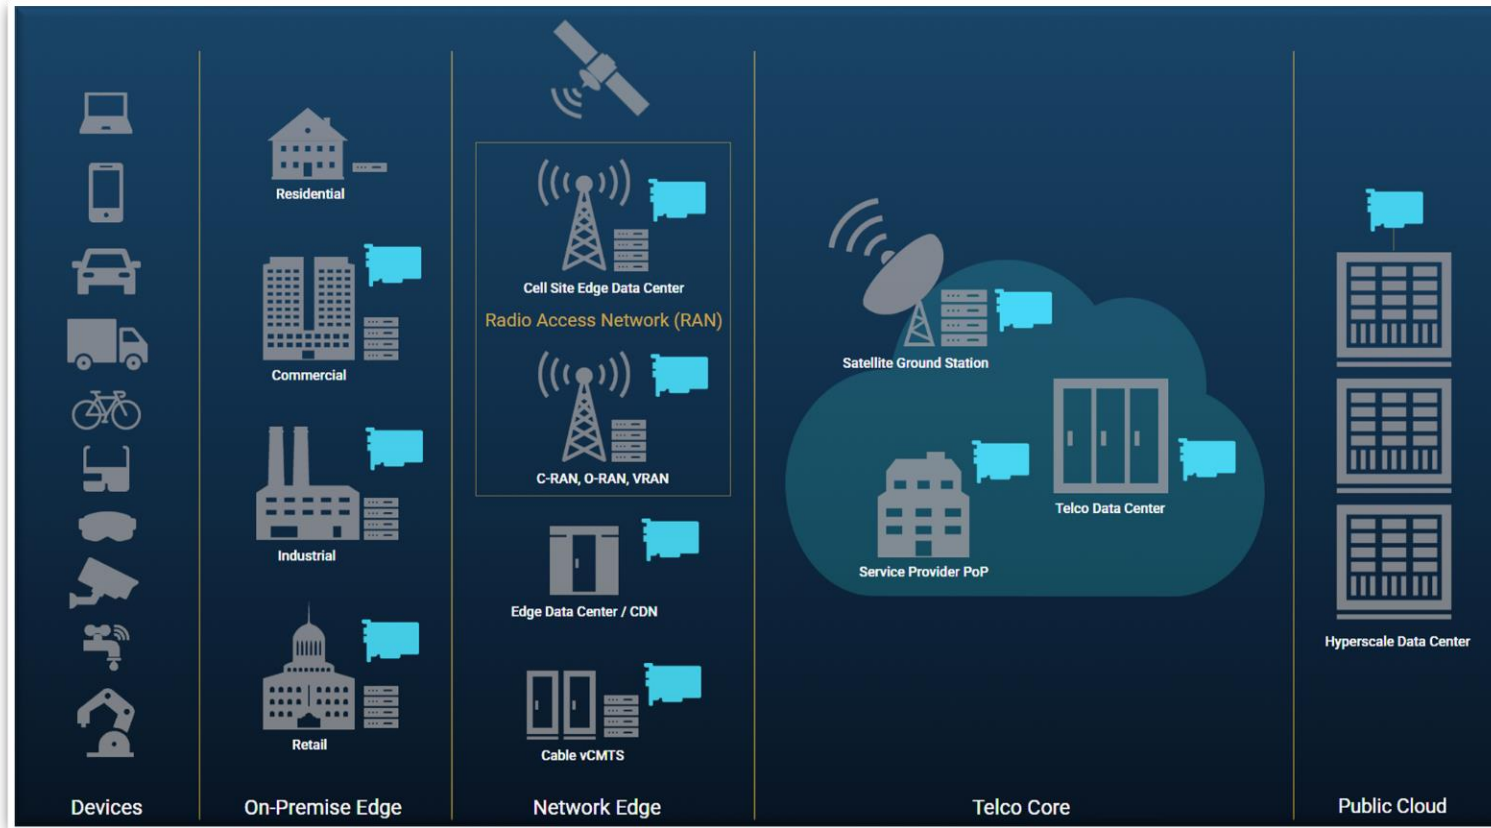 Residential
Commercial
Industrial
Retail
Cell Site Edge Data Center
Radio Access Network (RAN)
C-RAN, O-RAN, VRAN
Edge Data Center / CDN
Cable vCMTS
Satellite Ground Station
Telco Data Center
Service Provider PoP
Hyperscale Data Center
Devices
On-Premise Edge
Network Edge
Telco Core
Public Cloud